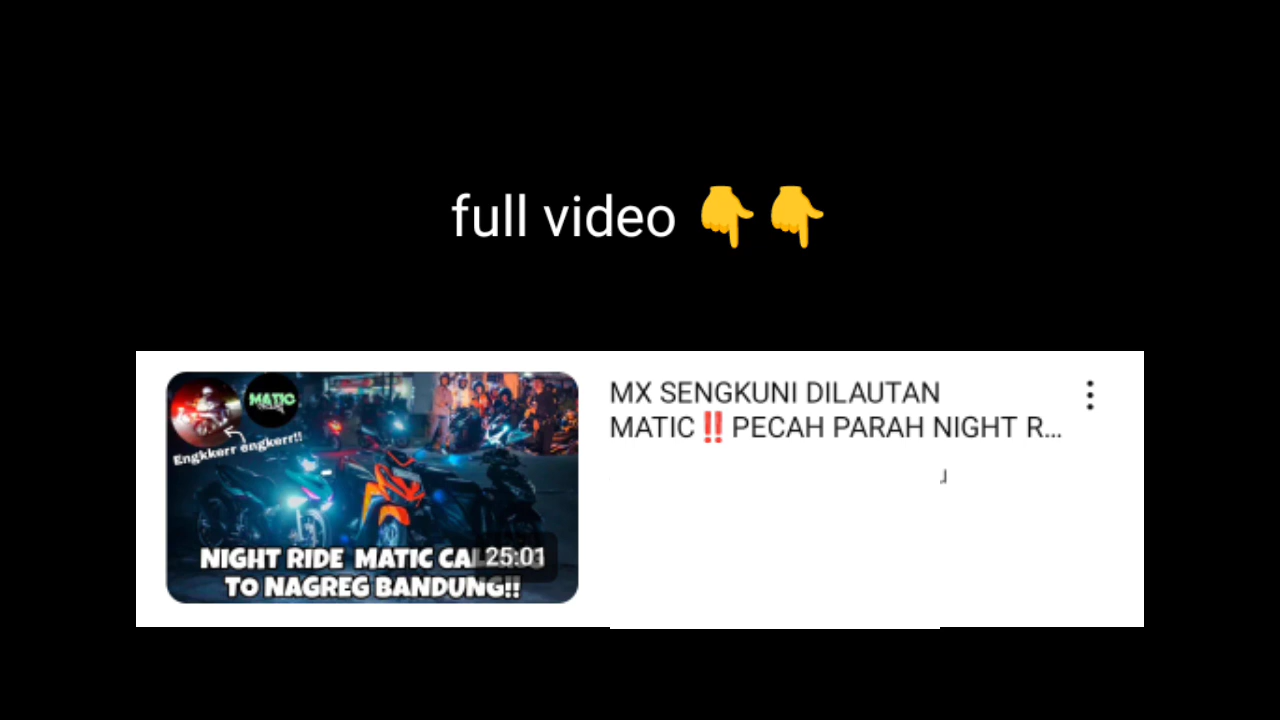 full video 👇👇
MATIC
Engkkerr engkerr!!
NIGHT RIDE MATIC
25:01
TO NAGREG BANDUNG!!
MX SENGKUNI DILAUTAN
MATIC‼️PECAH PARAH NIGHT R...